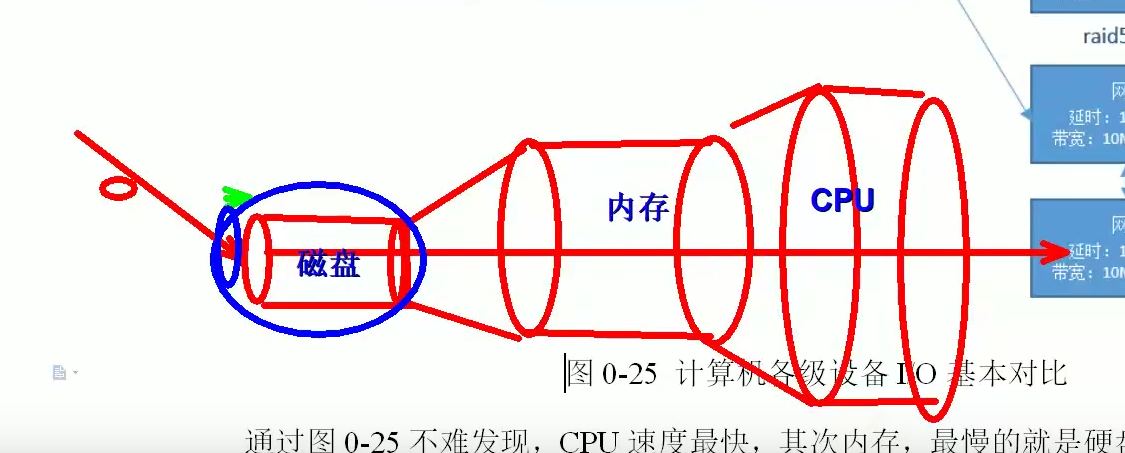 raid5
网
延时：1
带宽：10M
磁盘
内存
CPU
网
延时：1
带宽：10M
图 0-25 计算机各级设备 I/O 基本对比
通过图 0-25 不难发现，CPU 速度最快，其次内存，最慢的就是硬盘